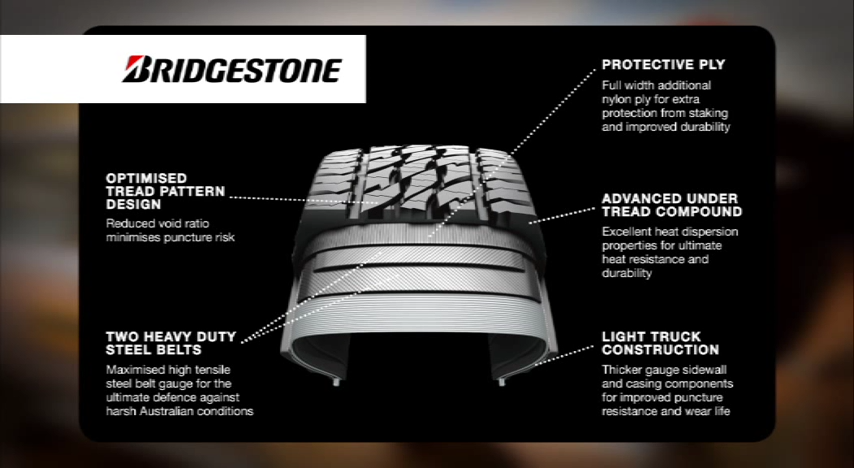 BRIDGESTONE
PROTECTIVE PLY
Full width additional
nylon ply for extra
protection from staking
and improved durability
OPTIMISED
TREAD PATTERN
DESIGN
Reduced void ratio
minimises puncture risk
ADVANCED UNDER
TREAD COMPOUND
Excellent heat dispersion
properties for ultimate
heat resistance and
durability
TWO HEAVY DUTY
STEEL BELTS
Maximised high tensile
steel belt gauge for the
ultimate defence against
harsh Australian conditions
LIGHT TRUCK
CONSTRUCTION
Thicker gauge sidewall
and casing components
for improved puncture
resistance and wear life